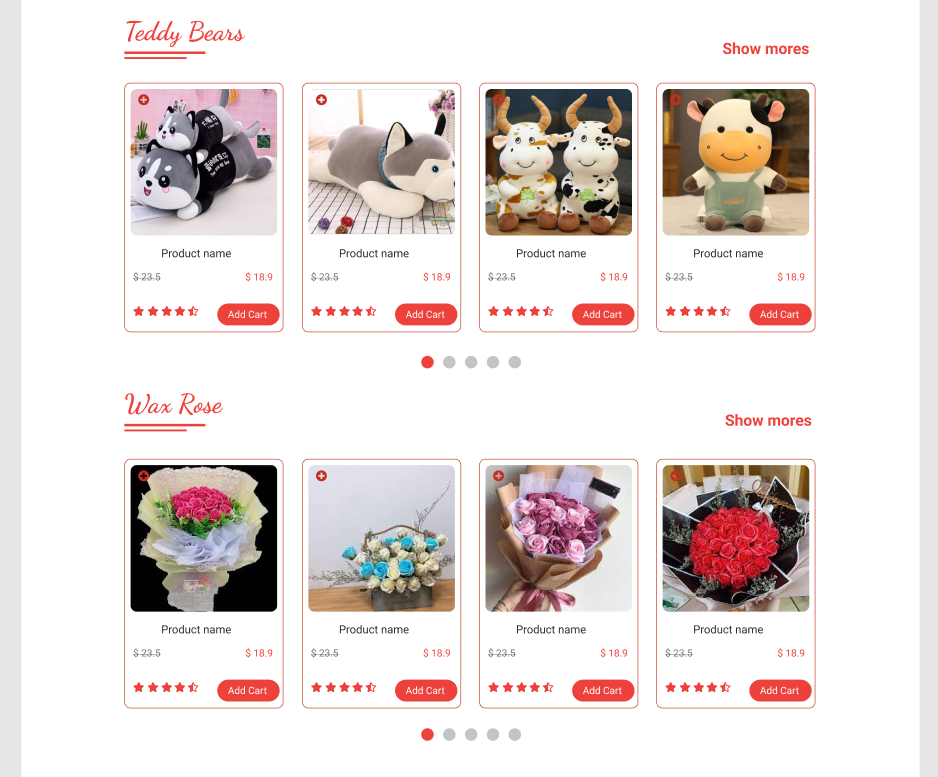 Teddy Bears
Show mores
Product name
$ 23.5
$ 18.9
Add Cart
Product name
$ 23.5
$ 18.9
Add Cart
Product name
$ 23.5
$ 18.9
Add Cart
Product name
$ 23.5
$ 18.9
Add Cart
Wax Rose
Show mores
Product name
$ 23.5
$ 18.9
Add Cart
Product name
$ 23.5
$ 18.9
Add Cart
Product name
$ 23.5
$ 18.9
Add Cart
Product name
$ 23.5
$ 18.9
Add Cart